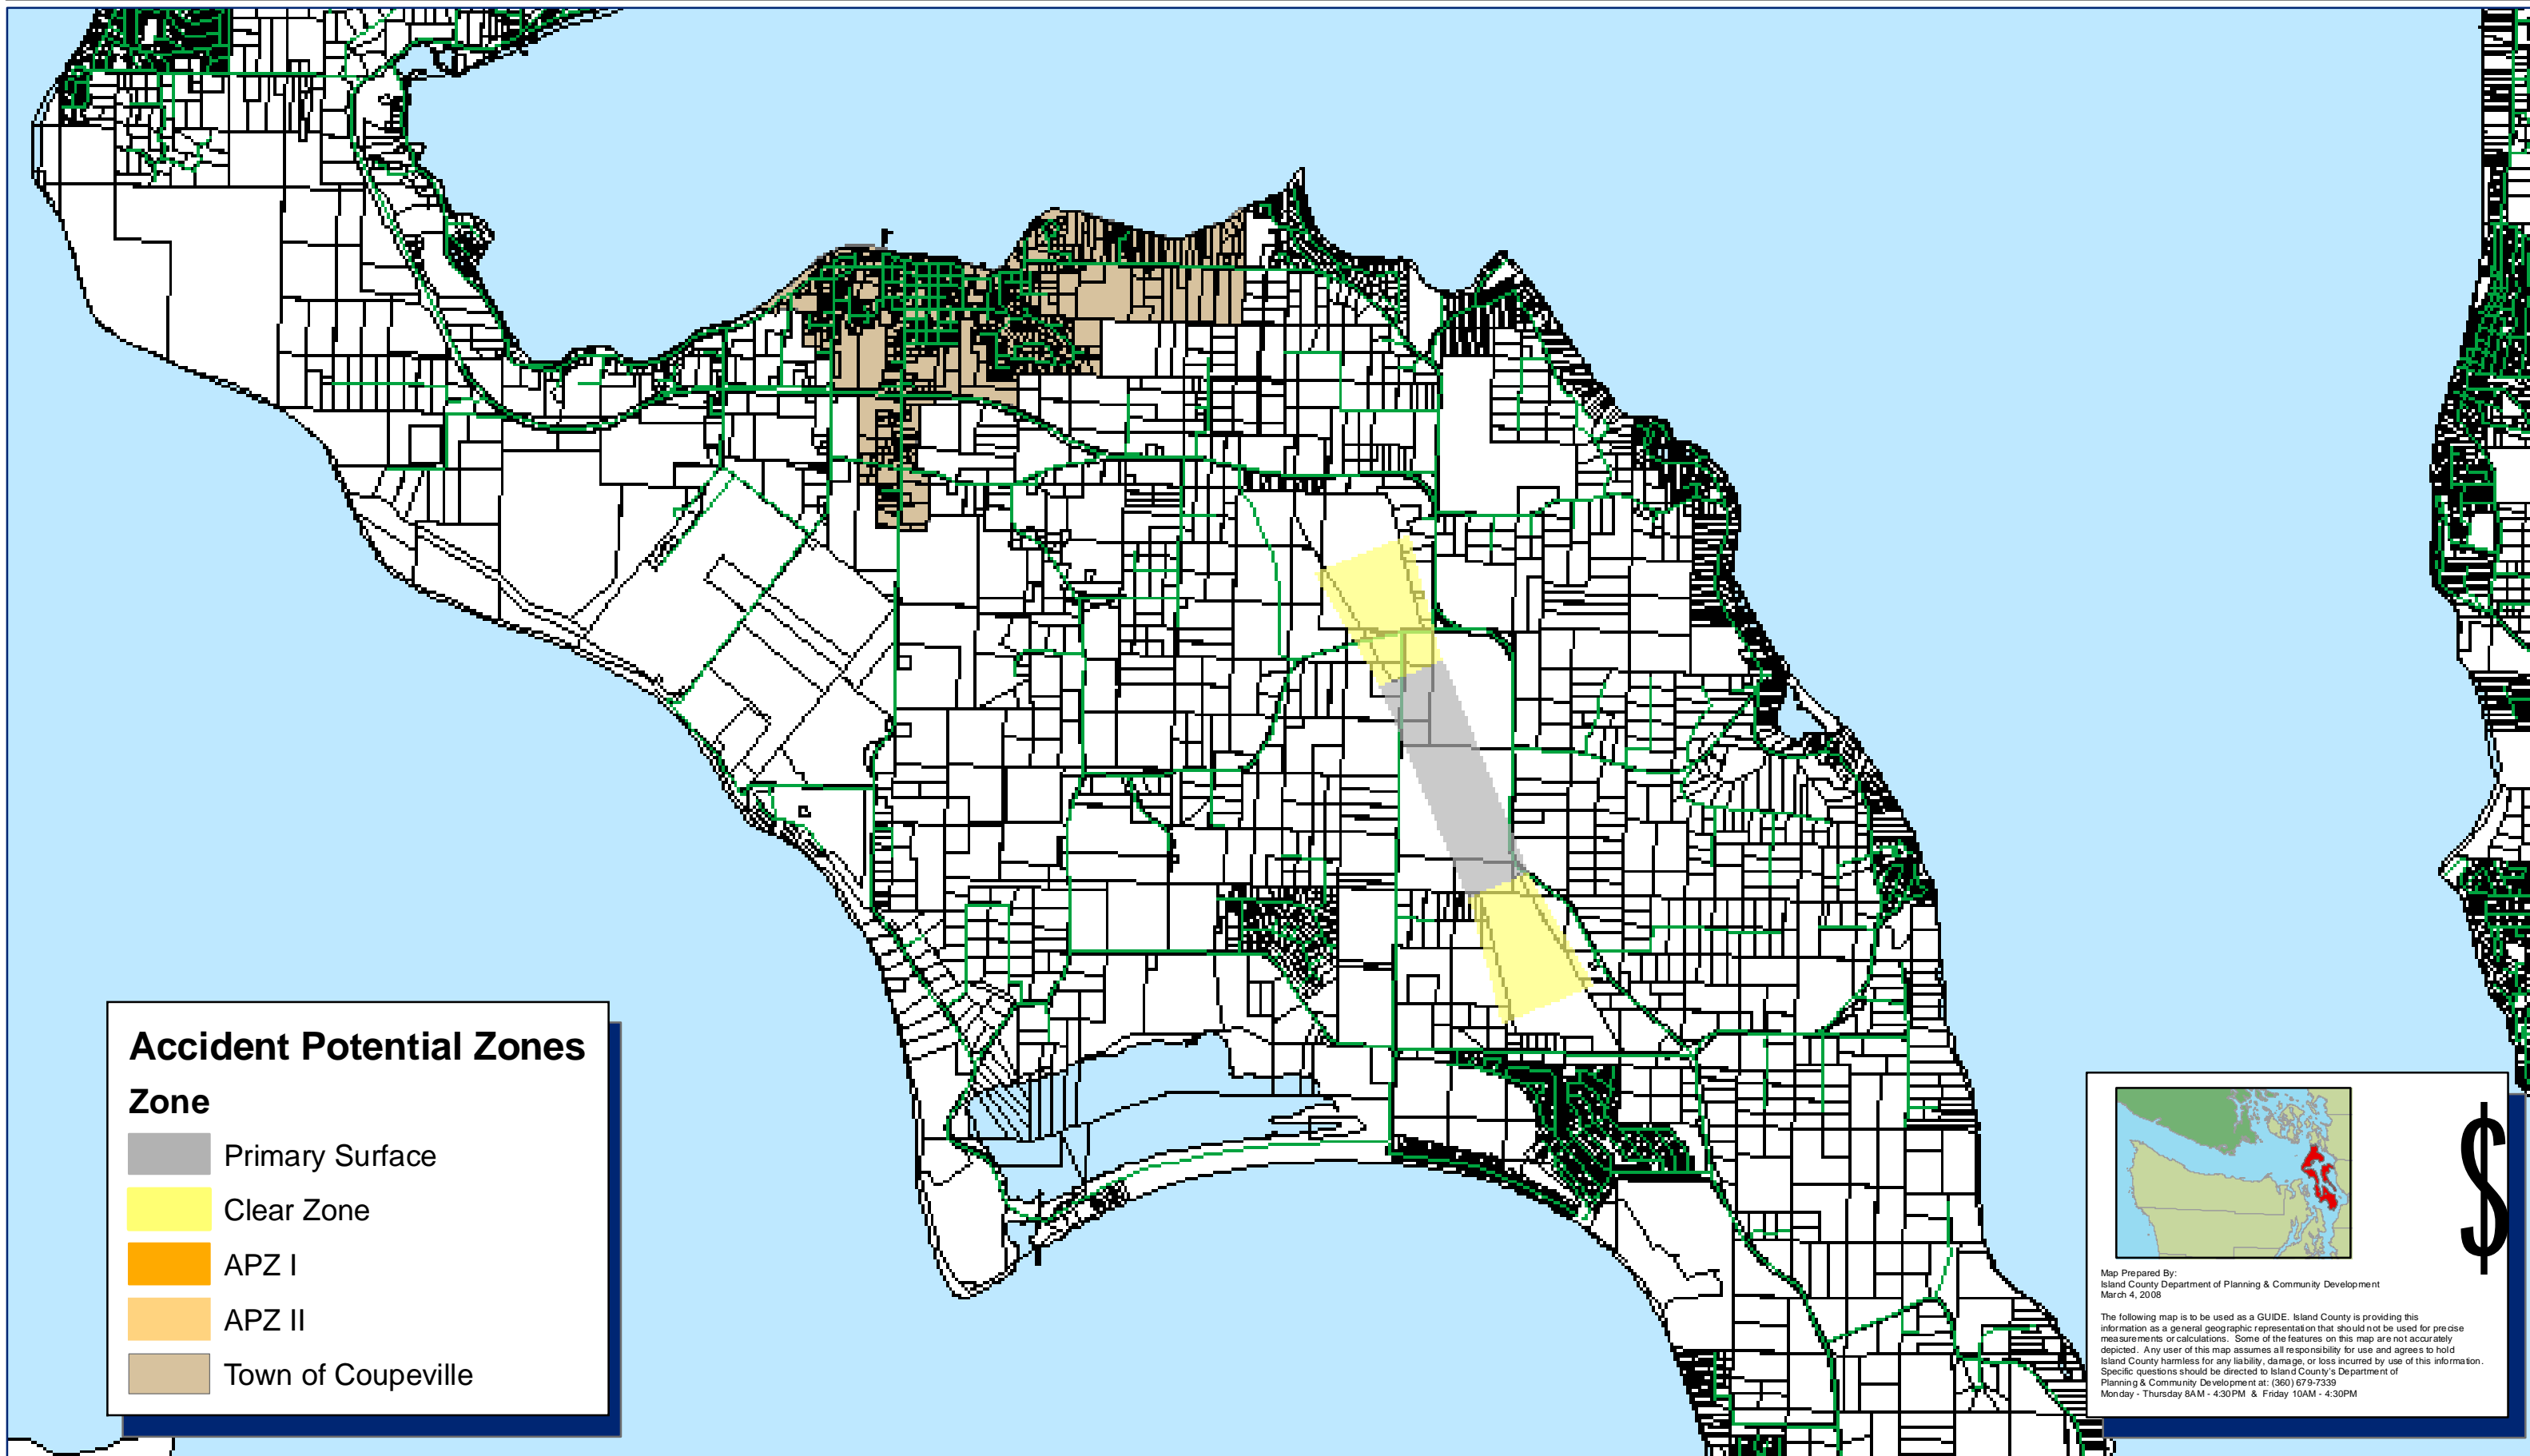 Accident Potential Zones
Zone
Primary Surface
Clear Zone
APZ I
APZ II
Town of Coupeville
$
Map Prepared By:
Island County Department of Planning & Community Development
March 4, 2008
The following map is to be used as a GUIDE. Island County is providing this
information as a general geographic representation that should not be used for precise
measurements or calculations. Some of the features on this map are not accurately
depicted. Any user of this map assumes all responsibility for use and agrees to hold
Island County harmless for any liability, damage, or loss incurred by use of this information.
Specific questions should be directed to Island County's Department of
Planning & Community Development at: (360) 679-7339
Monday - Thursday 8AM - 4:30PM & Friday 10AM - 4:30PM